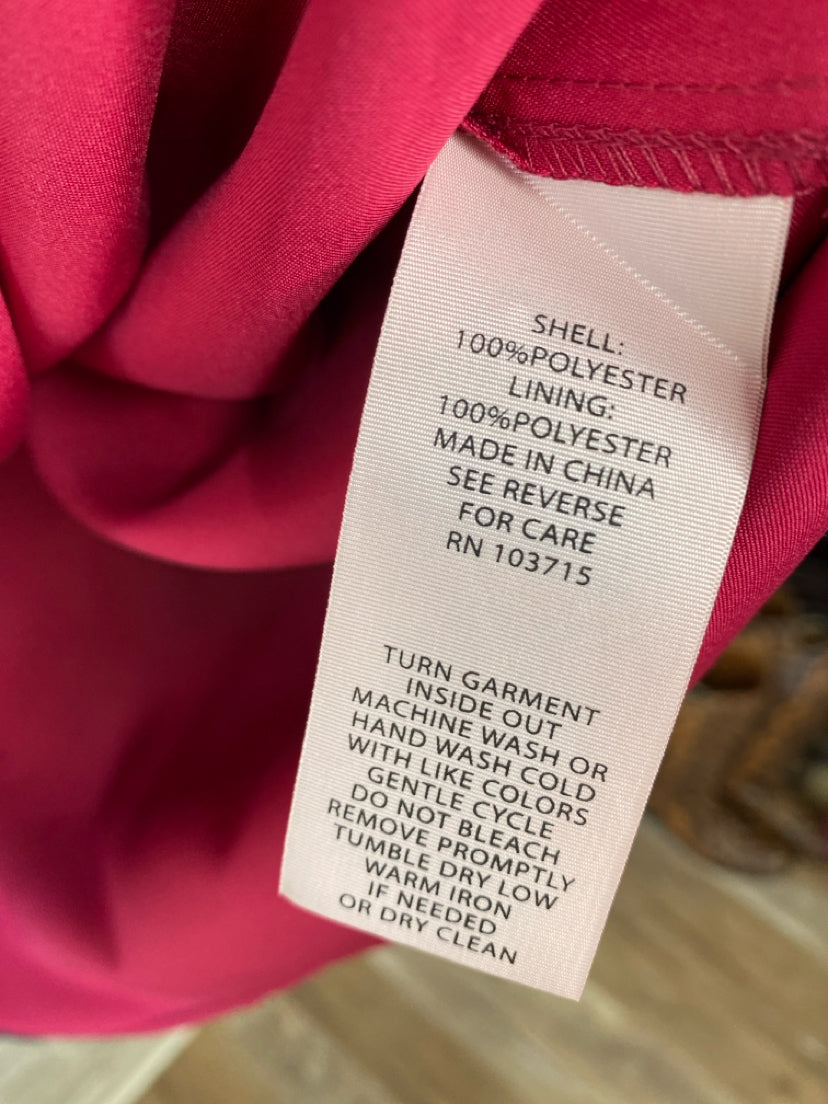 SHELL:
100%POLYESTER
LINING:
100%POLYESTER
MADE IN CHINA
SEE REVERSE
FOR CARE
RN 103715
TURN GARMENT
INSIDE OUT
MACHINE WASH OR
HAND WASH COLD
WITH LIKE COLORS
GENTLE CYCLE
DO NOT BLEACH
REMOVE PROMPTLY
TUMBLE DRY LOW
WARM IRON
IF NEEDED
OR DRY CLEAN